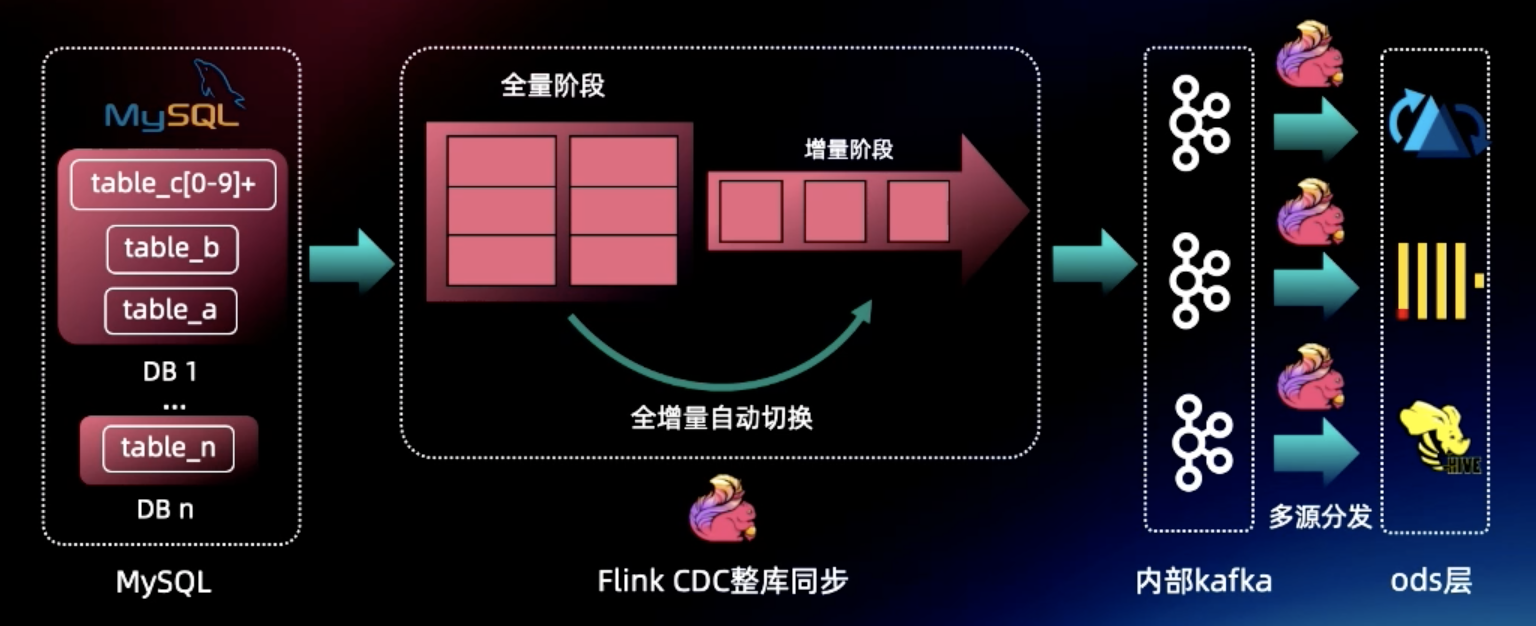 MySQL
table_c[0-9]+
table_b
table_a
DB 1
...
table_n
DB n
MySQL
全量阶段
增量阶段
全增量自动切换
Flink CDC整库同步
内部kafka
多源分发
HIVE
ods层